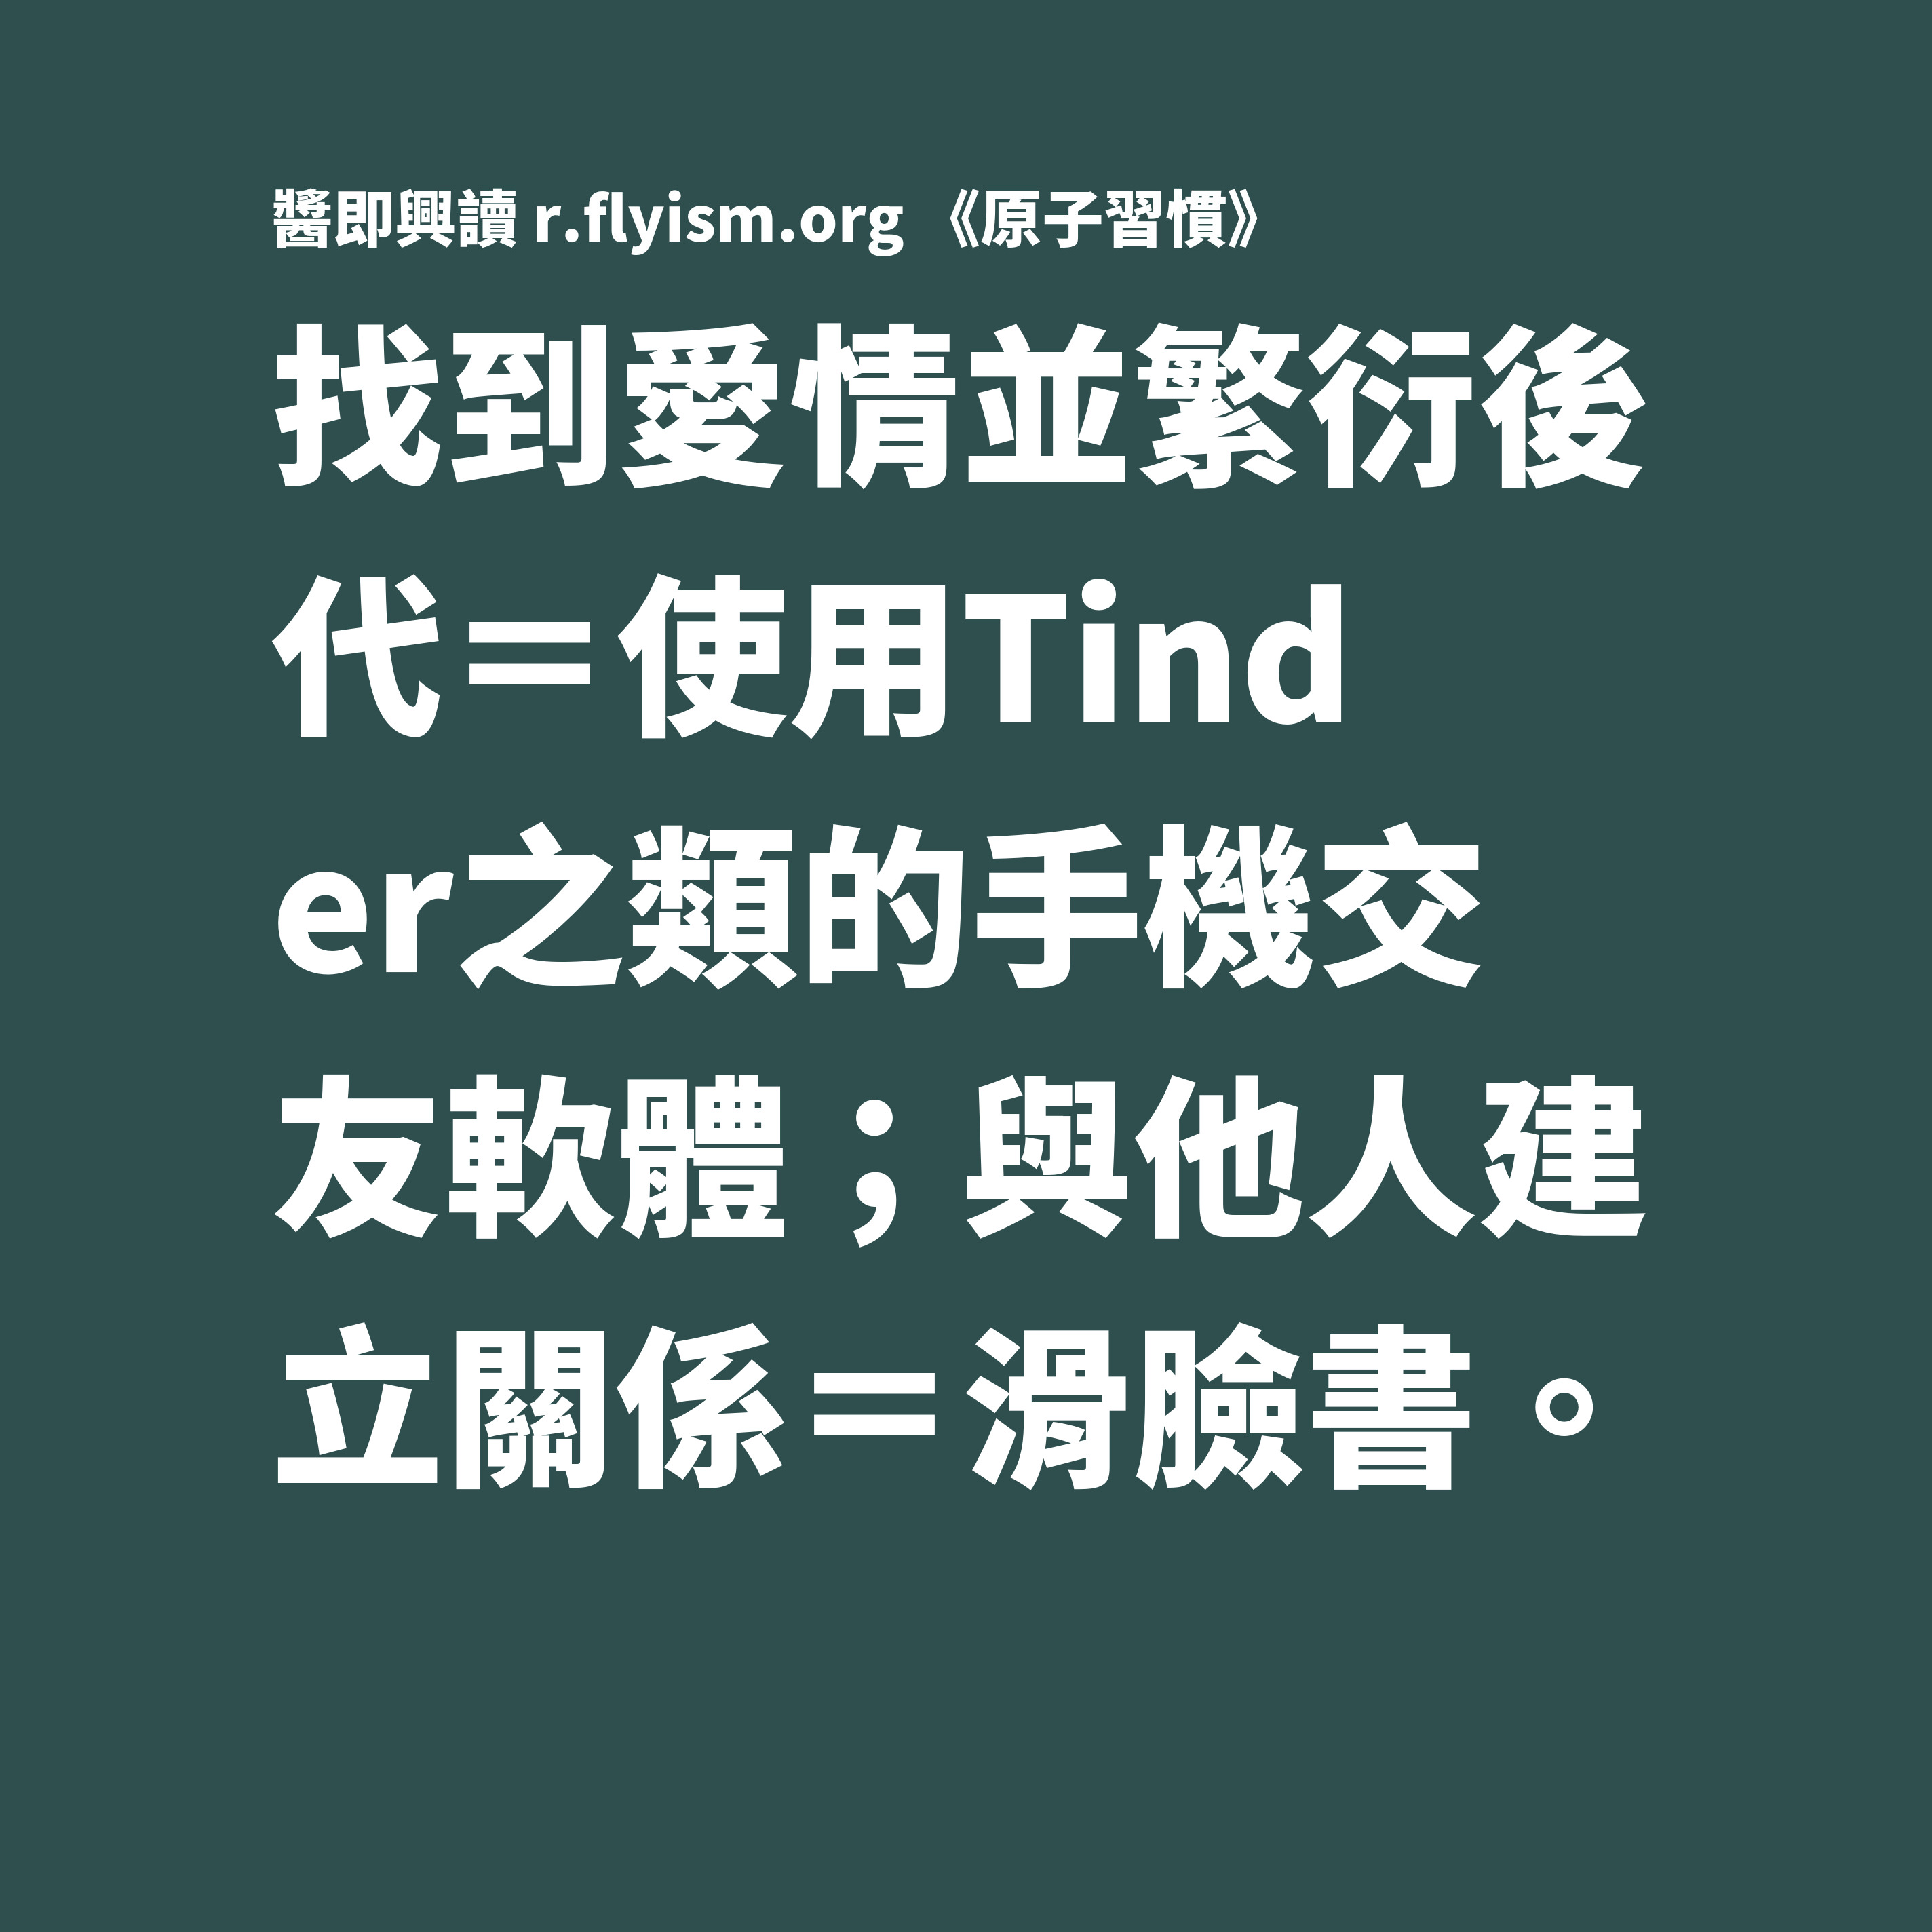 翻即與讀 r.flyism.org 《原子習慣》
找到愛情並繁衍後
代＝使用Tind
er之類的手機交
友軟體；與他人建
立關係＝滑臉書。